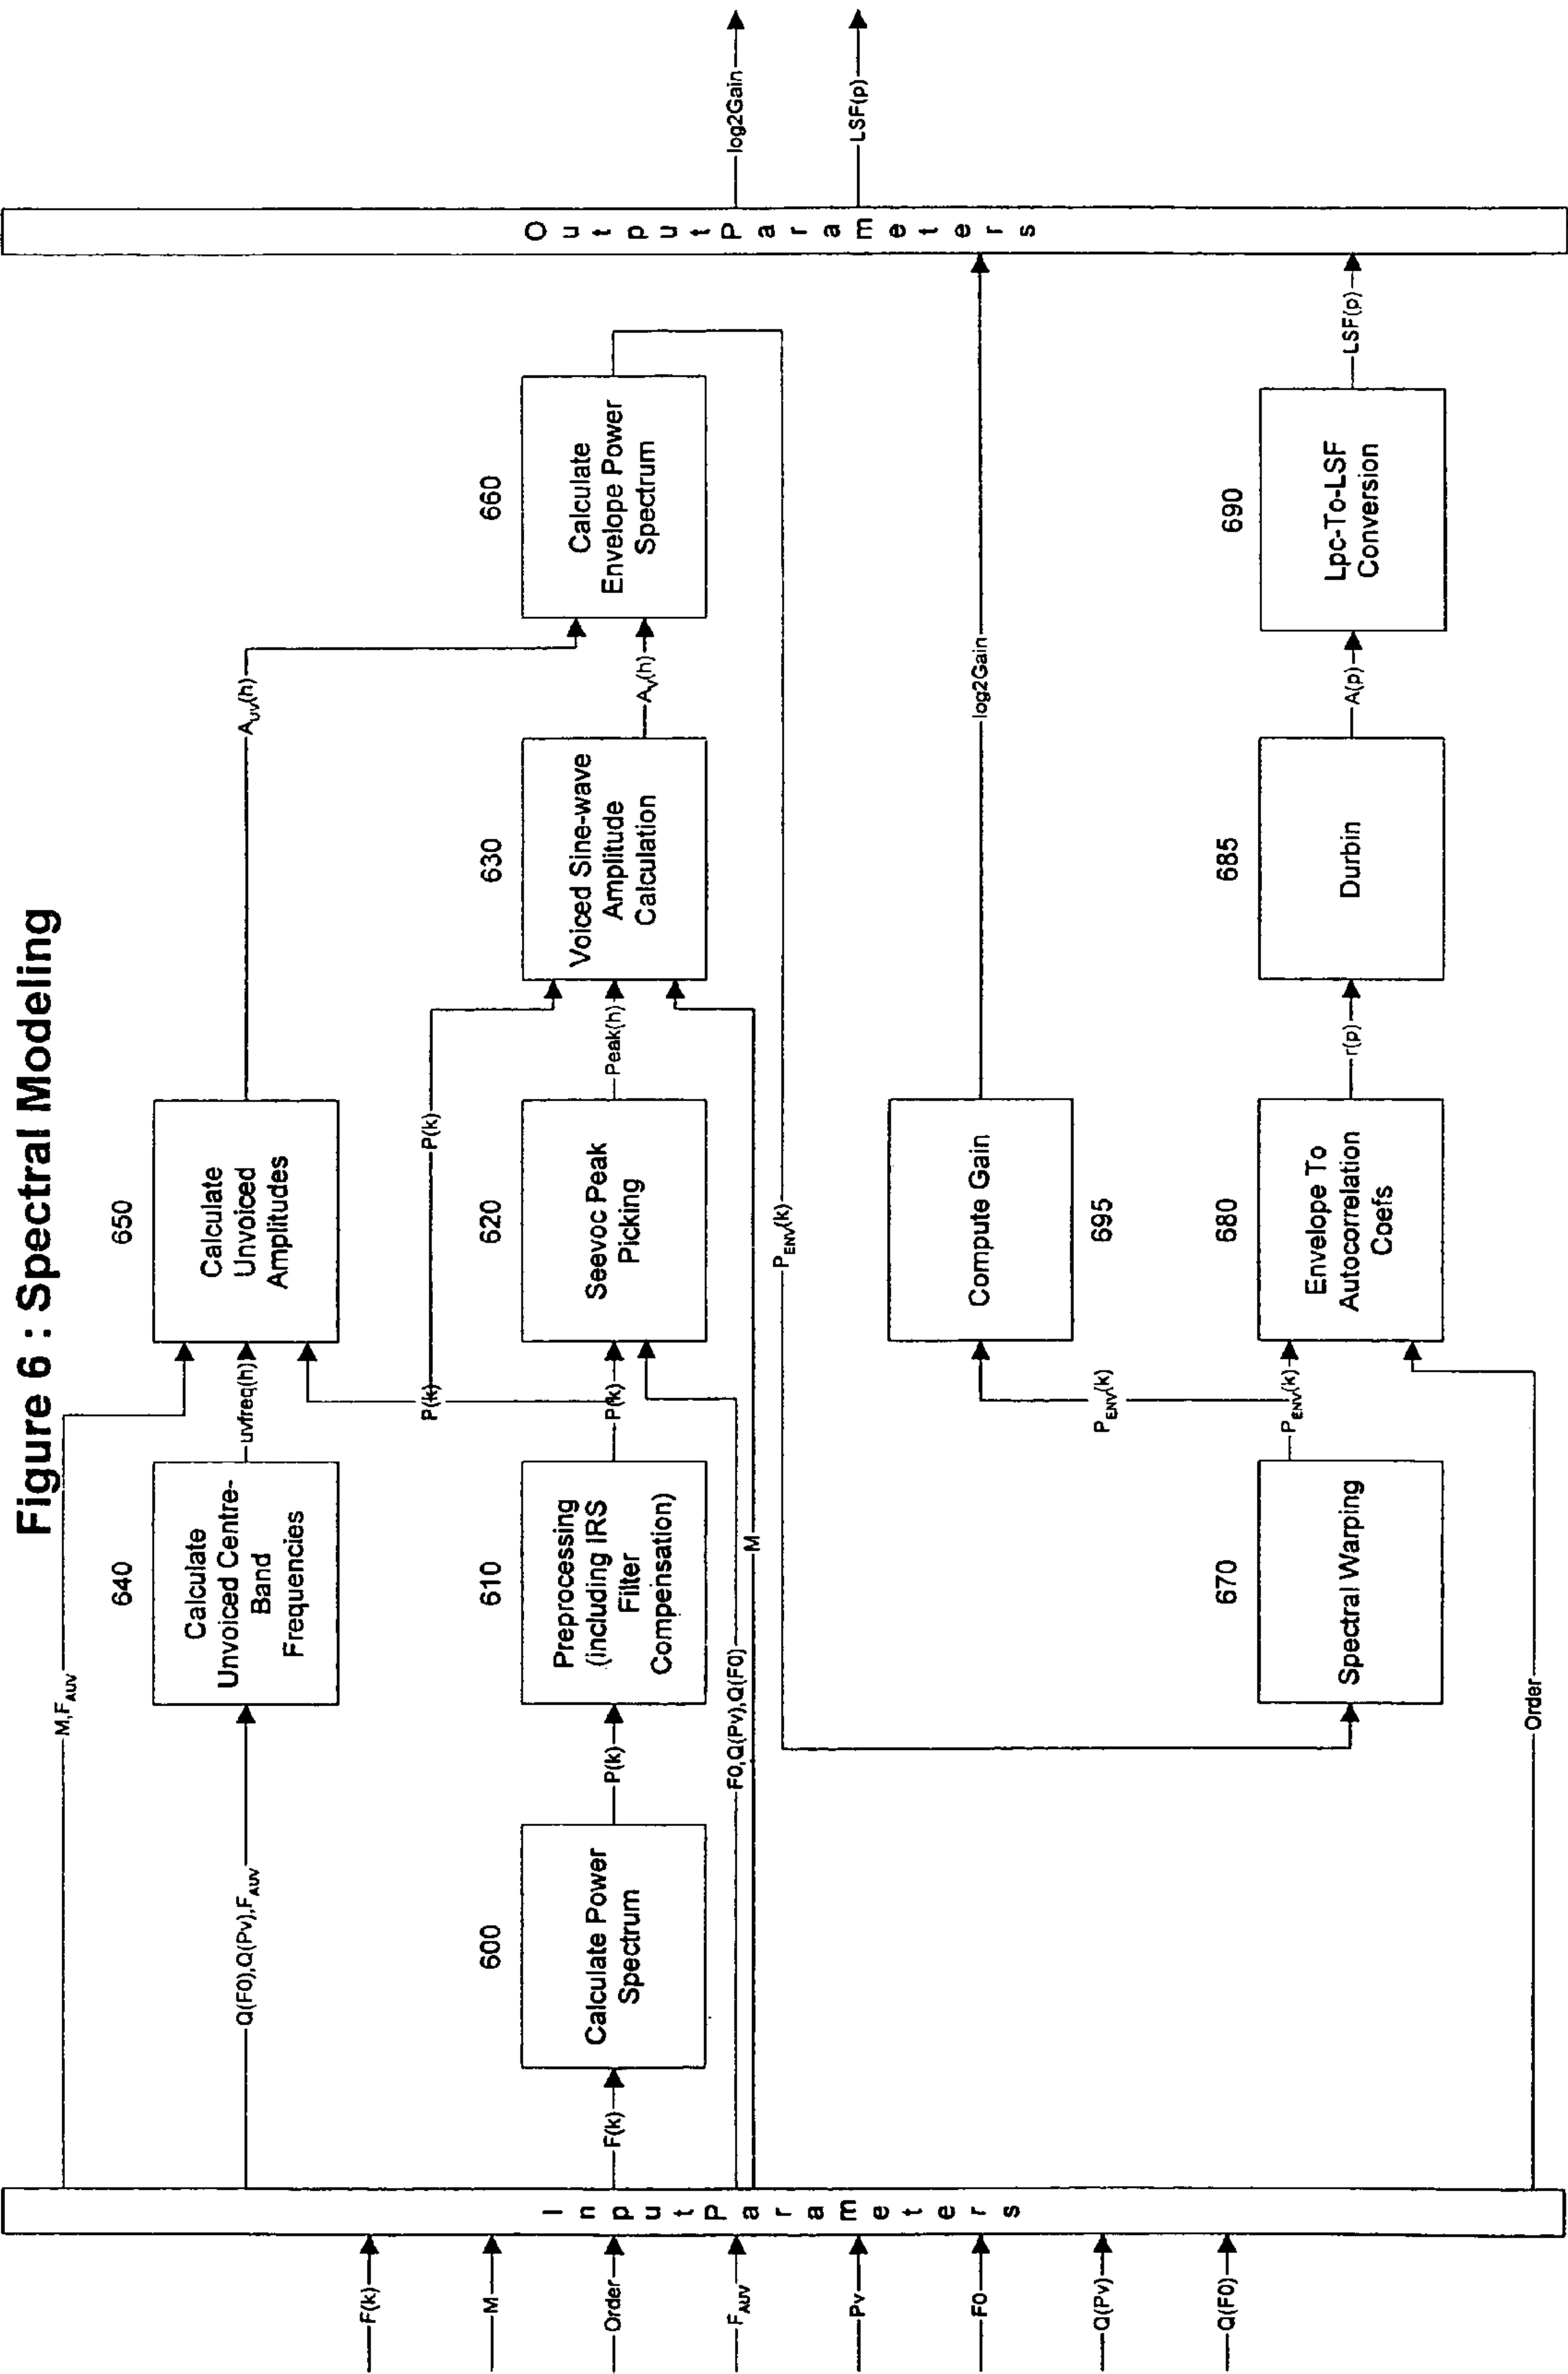 Figure 6 : Spectral Modeling
M,F_AUV
640
Calculate
Unvoiced Centre-
Band
Frequencies
Q(F0),Q(Pv),F_AUV
uvfreq(h)
650
Calculate
Unvoiced
Amplitudes
A_UV(h)
F(k)
M
Order
F_AUV
Pv
F0
Q(Pv)
Q(F0)
InputParameters
F(k)
600
Calculate Power
Spectrum
P(k)
610
Preprocessing
(including IRS
Filter
Compensation)
P(k)
P(k)
P(k)
620
Seevoc Peak
Picking
Peak(h)
630
Voiced Sine-wave
Amplitude
Calculation
A_V(h)
660
Calculate
Envelope Power
Spectrum
F0,Q(Pv),Q(F0)
M
P_ENV(k)
670
Spectral Warping
P_ENV(k)
P_ENV(k)
Compute Gain
695
log2Gain
680
Envelope To
Autocorrelation
Coefs
r(p)
685
Durbin
A(p)
690
Lpc-To-LSF
Conversion
LSF(p)
Order
OutputParameters
log2Gain
LSF(p)